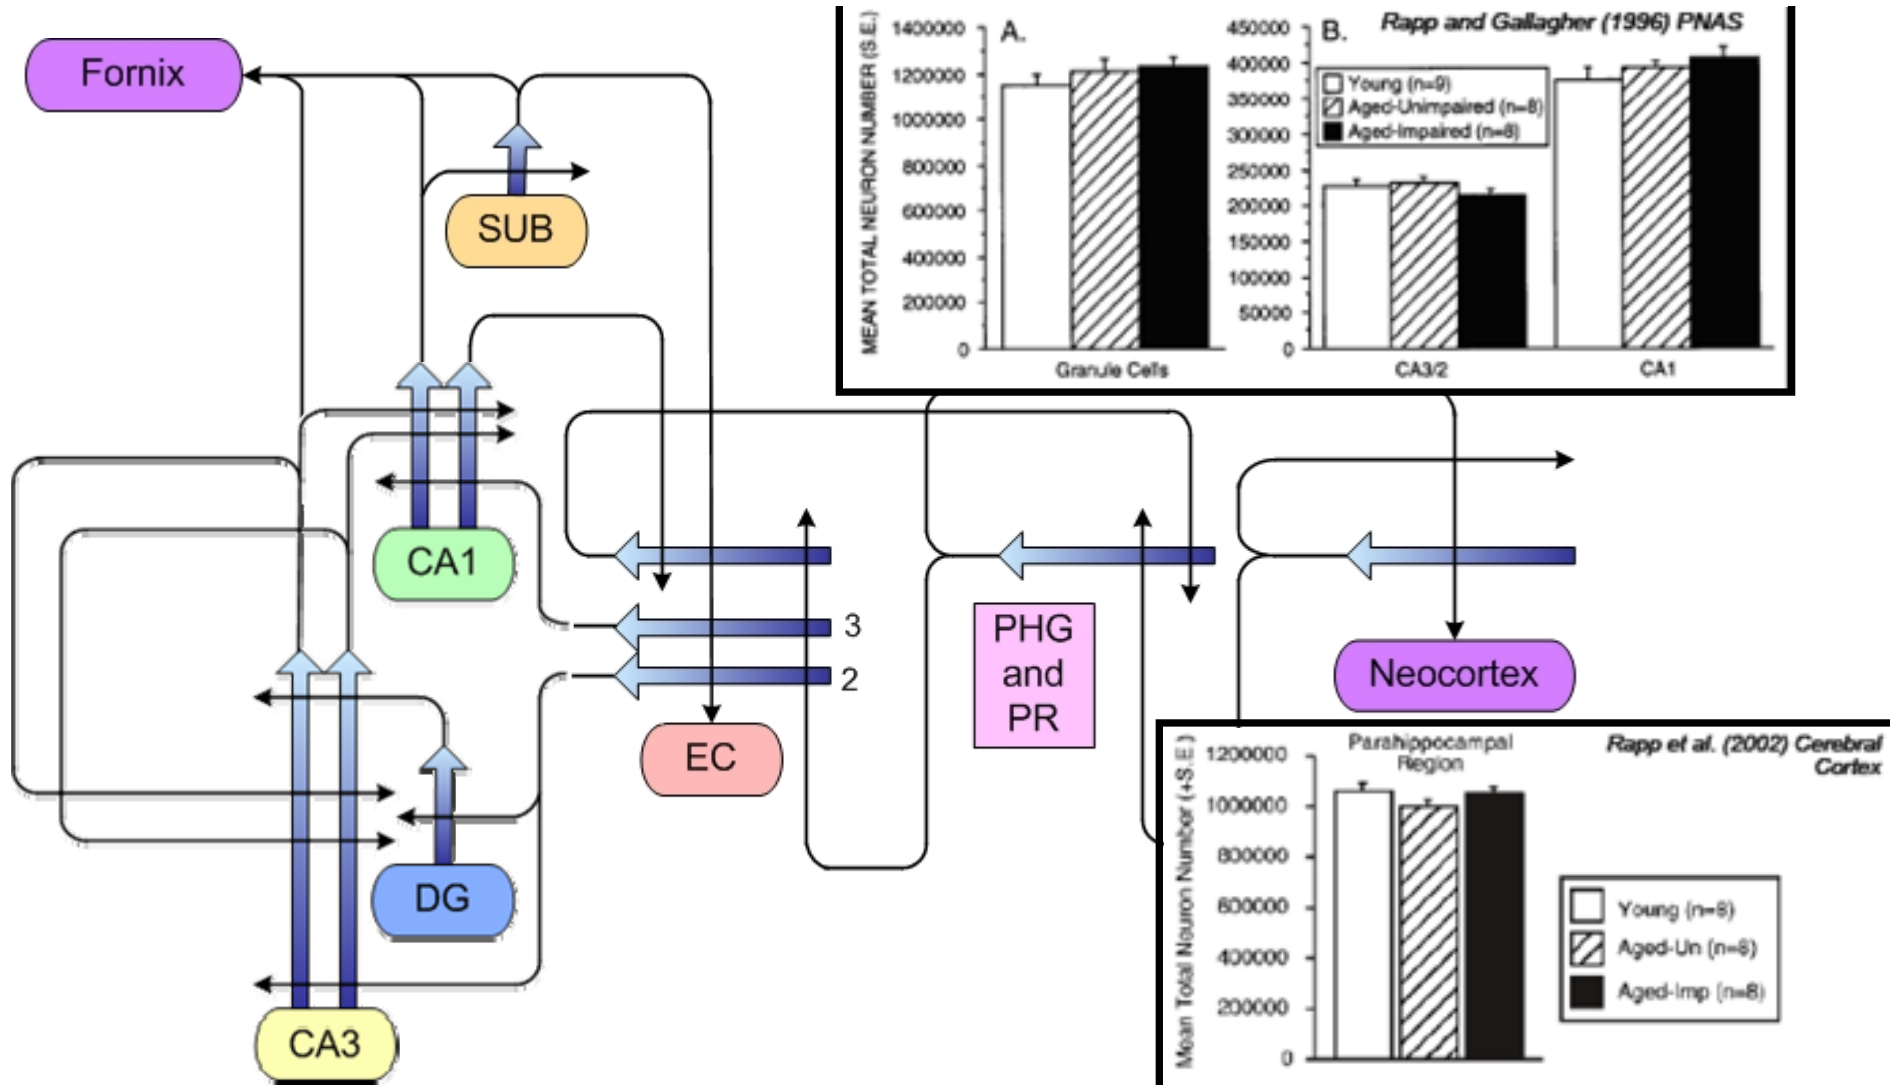 Fornix
SUB
CA1
DG
CA3
3
2
EC
PHG
and
PR
Neocortex
A.
MEAN TOTAL NEURON NUMBER (S.E.)
1400000
1200000
1000000
800000
600000
400000
200000
0
Granule Cells
B.
Rapp and Gallagher (1996) PNAS
450000
400000
350000
300000
250000
200000
150000
100000
50000
0
Young (n=9)
Aged-Unimpaired (n=8)
Aged-Impaired (n=8)
CA3/2
CA1
Parahippocampal
Region
Rapp et al. (2002) Cerebral
Cortex
Mean Total Neuron Number (+S.E.)
1200000
1000000
800000
600000
400000
200000
0
Young (n=8)
Aged-Un (n=8)
Aged-Imp (n=8)